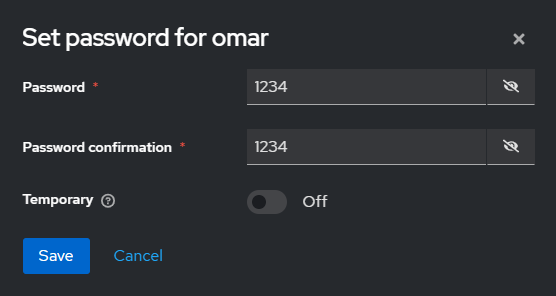 Set password for omar
Password * 1234
Password confirmation * 1234
Temporary Off
Save Cancel